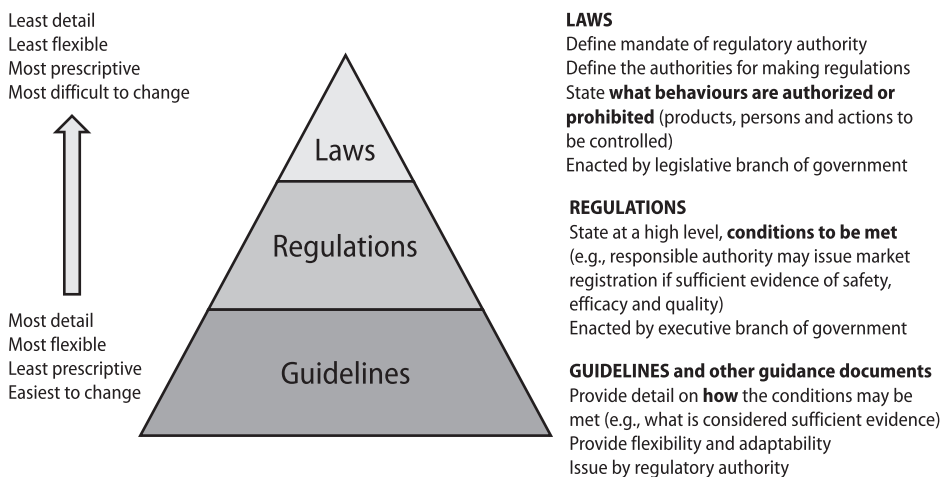 Least detail
Least flexible
Most prescriptive
Most difficult to change
Most detail
Most flexible
Least prescriptive
Easiest to change
Laws
Regulations
Guidelines
LAWS
Define mandate of regulatory authority
Define the authorities for making regulations
State what behaviours are authorized or
prohibited (products, persons and actions to
be controlled)
Enacted by legislative branch of government
REGULATIONS
State at a high level, conditions to be met
(e.g., responsible authority may issue market
registration if sufficient evidence of safety,
efficacy and quality)
Enacted by executive branch of government
GUIDELINES and other guidance documents
Provide detail on how the conditions may be
met (e.g., what is considered sufficient evidence)
Provide flexibility and adaptability
Issue by regulatory authority